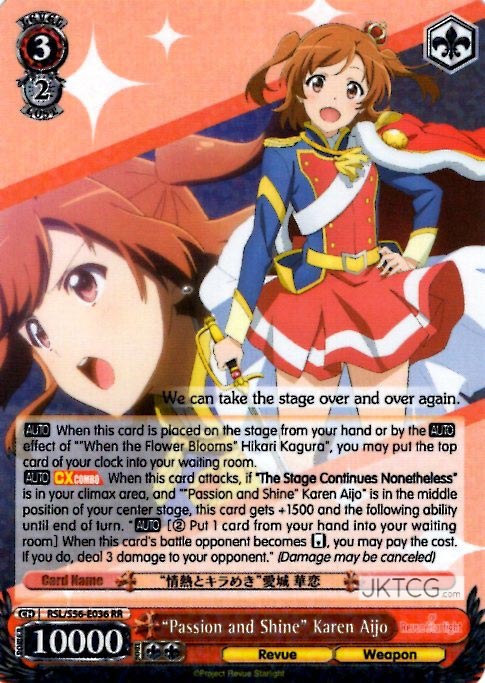 LEVEL
3
2
COST
We can take the stage over and over again.
AUTO When this card is placed on the stage from your hand or by the AUTO
effect of ""When the Flower Blooms" Hikari Kagura", you may put the top
card of your clock into your waiting room.
AUTO CXCOMBO When this card attacks, if "The Stage Continues Nonetheless"
is in your climax area, and ""Passion and Shine" Karen Aijo" is in the middle
position of your center stage, this card gets +1500 and the following ability
until end of turn. "AUTO [② Put 1 card from your hand into your waiting
room] When this card's battle opponent becomes, you may pay the cost.
If you do, deal 3 damage to your opponent." (Damage may be canceled)
Card Name
"情熱とキラめき"愛城 華恋
JKTCG.com
CH RSL/S56-E036 RR
POWER
10000
SOUL
"Passion and Shine" Karen Aijo
Revue Starlight
Revue
Weapon
©Project Revue Starlight